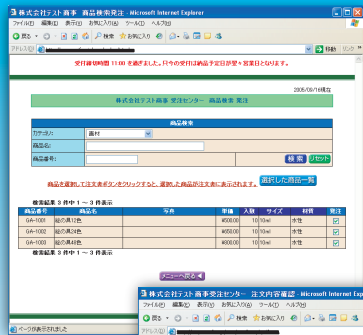 株式会社テスト商事 商品検索発注 - Microsoft Internet Explorer
ファイル(F) 編集(E) 表示(V) お気に入り(A) ツール(T) ヘルプ(H)
戻る 検索 お気に入り
アドレス(D) 移動 リンク
受注締切時間 11:00 を過ぎました。只今の受付は納品予定日が翌々営業日となります。
2005/09/16現在
株式会社テスト商事 受注センター 商品検索 発注
商品検索
カテゴリ: 画材
商品名:
商品番号: 検索 リセット
商品を選択して注文書ボタンをクリックすると、選択した商品が注文書に表示されます。 選択した商品一覧
検索結果 3 件中 1 ～ 3 件表示
商品番号 商品名 写真 単価 入数 サイズ 材質 発注
GA-1001 絵の具12色 ¥500.00 10 10ml 水性
GA-1002 絵の具24色 ¥600.00 10 10ml 水性
GA-1003 絵の具48色 ¥800.00 10 10ml 水性
検索結果 3 件中 1 ～ 3 件表示
メニューへ戻る
ページが表示されました
株式会社テスト商事受注センター 注文内容確認 - Microsoft Internet Exp
ファイル(F) 編集(E) 表示(V) お気に入り(A) ツール(T) ヘルプ(H)
戻る 検索 お気に入り
アドレス(D)